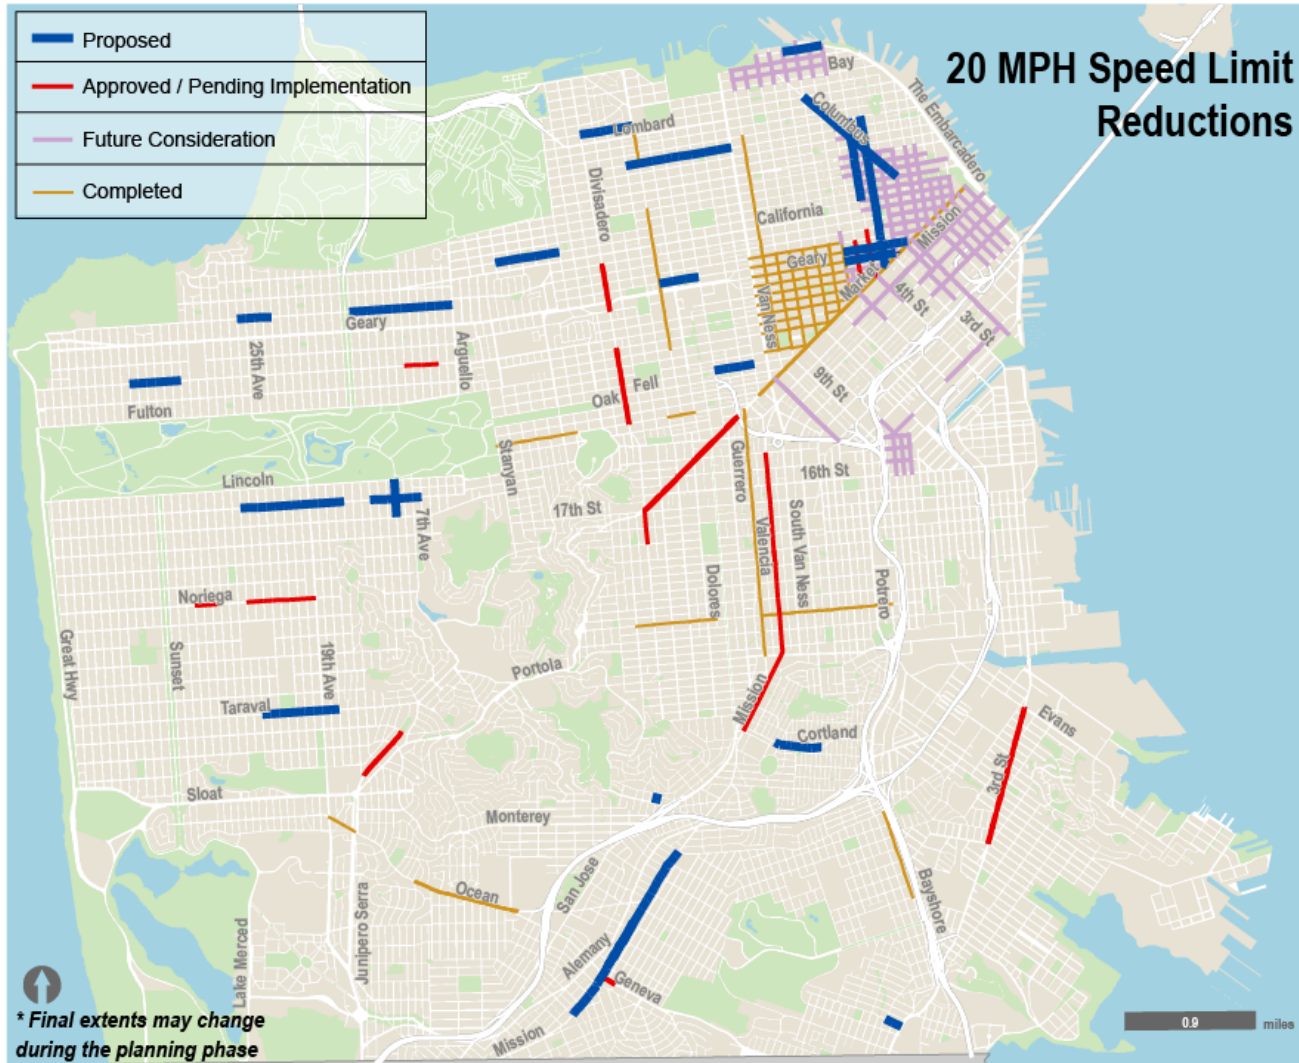 Proposed
Approved / Pending Implementation
Future Consideration
Completed
20 MPH Speed Limit
Reductions
Bay
The Embarcadero
Columbus
Lombard
Divisadero
California
Mission
Geary
Market
Van Ness
4th St
3rd St
Geary
25th Ave
Arguello
Fulton
Oak
Fell
9th St
Stanyan
Guerrero
16th St
Lincoln
17th St
7th Ave
Valencia
South Van Ness
Dolores
Potrero
Noriega
Great Hwy
Sunset
19th Ave
Portola
Taraval
Mission
Cortland
Evans
3rd St
Sloat
Monterey
San Jose
Ocean
Junipero Serra
Bayshore
Lake Merced
Alemany
Geneva
Mission
* Final extents may change
during the planning phase
0.9 miles